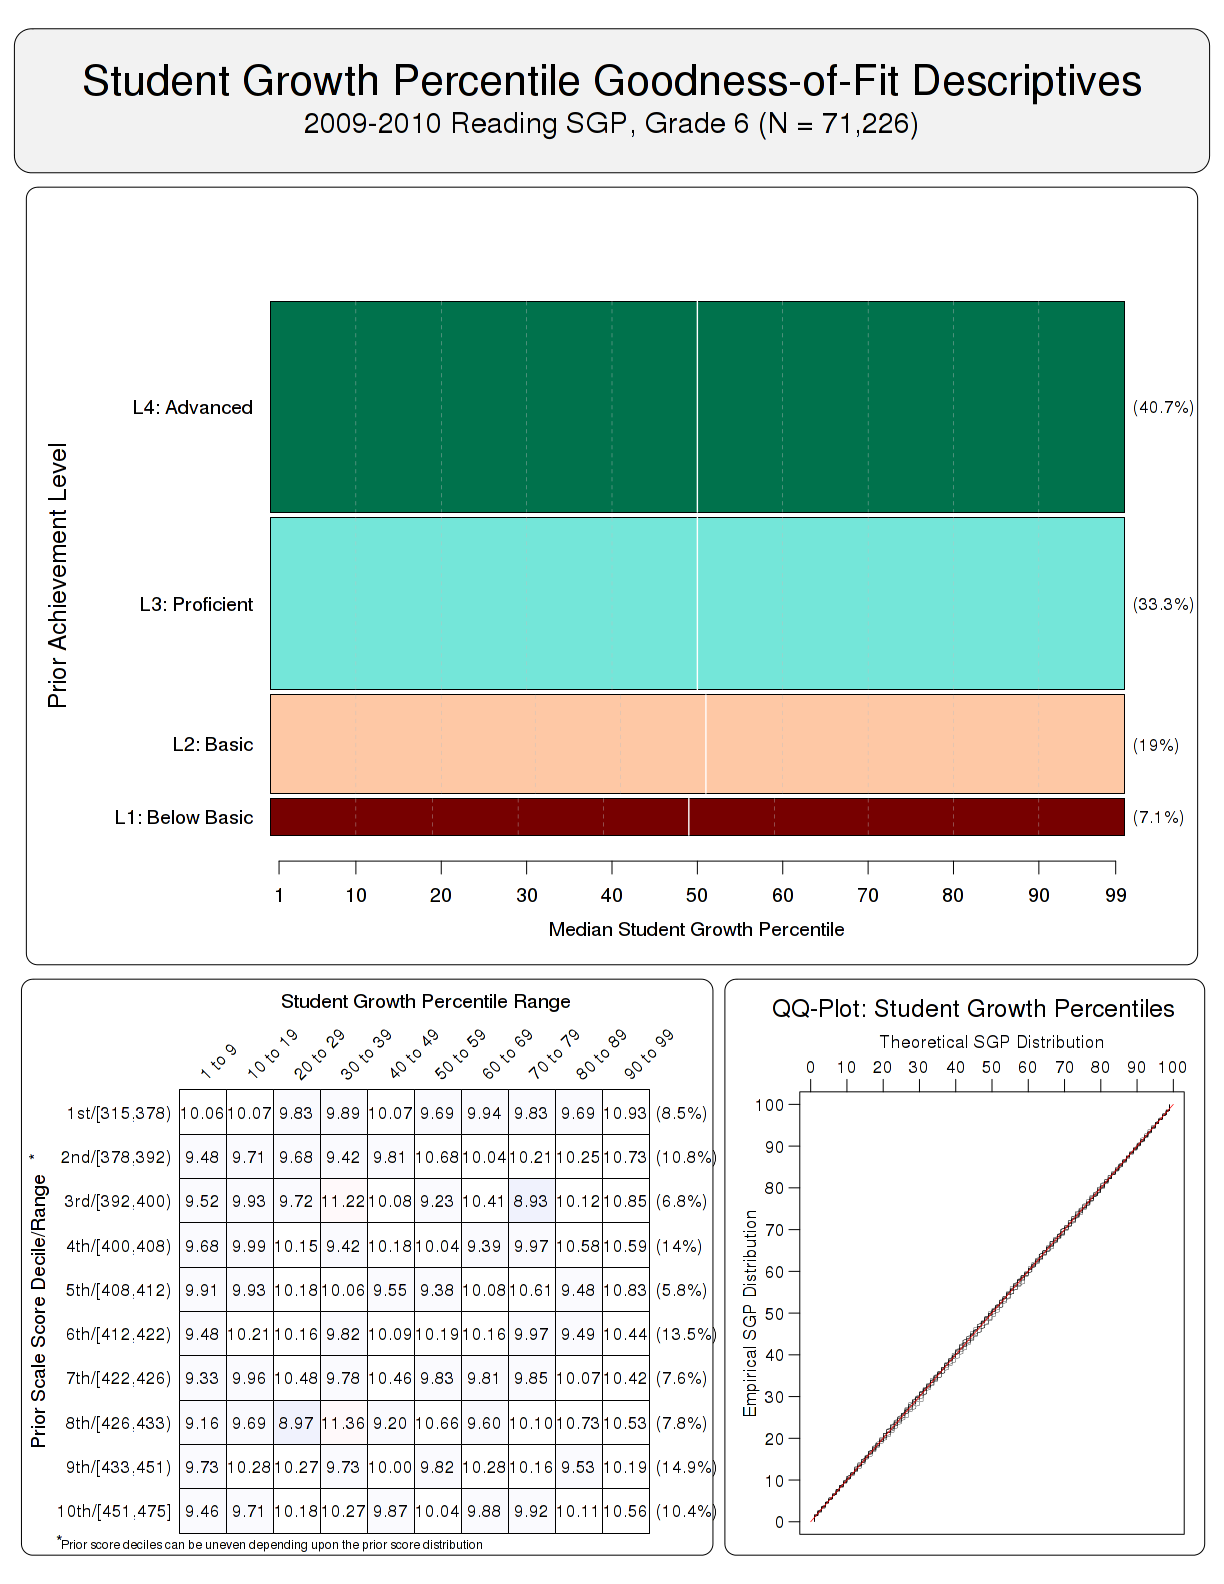 Student Growth Percentile Goodness-of-Fit Descriptives
2009-2010 Reading SGP, Grade 6 (N = 71,226)
Prior Achievement Level
L4: Advanced (40.7%)
L3: Proficient (33.3%)
L2: Basic (19%)
L1: Below Basic (7.1%)
1 10 20 30 40 50 60 70 80 90 99
Median Student Growth Percentile
Student Growth Percentile Range
1 to 9 10 to 19 20 to 29 30 to 39 40 to 49 50 to 59 60 to 69 70 to 79 80 to 89 90 to 99
Prior Scale Score Decile/Range *
1st/[315,378) 10.06 10.07 9.83 9.89 10.07 9.69 9.94 9.83 9.69 10.93 (8.5%)
2nd/[378,392) 9.48 9.71 9.68 9.42 9.81 10.68 10.04 10.21 10.25 10.73 (10.8%)
3rd/[392,400) 9.52 9.93 9.72 11.22 10.08 9.23 10.41 8.93 10.12 10.85 (6.8%)
4th/[400,408) 9.68 9.99 10.15 9.42 10.18 10.04 9.39 9.97 10.58 10.59 (14%)
5th/[408,412) 9.91 9.93 10.18 10.06 9.55 9.38 10.08 10.61 9.48 10.83 (5.8%)
6th/[412,422) 9.48 10.21 10.16 9.82 10.09 10.19 10.16 9.97 9.49 10.44 (13.5%)
7th/[422,426) 9.33 9.96 10.48 9.78 10.46 9.83 9.81 9.85 10.07 10.42 (7.6%)
8th/[426,433) 9.16 9.69 8.97 11.36 9.20 10.66 9.60 10.10 10.73 10.53 (7.8%)
9th/[433,451) 9.73 10.28 10.27 9.73 10.00 9.82 10.28 10.16 9.53 10.19 (14.9%)
10th/[451,475] 9.46 9.71 10.18 10.27 9.87 10.04 9.88 9.92 10.11 10.56 (10.4%)
*Prior score deciles can be uneven depending upon the prior score distribution
QQ-Plot: Student Growth Percentiles
Theoretical SGP Distribution
0 10 20 30 40 50 60 70 80 90 100
Empirical SGP Distribution
100
90
80
70
60
50
40
30
20
10
0